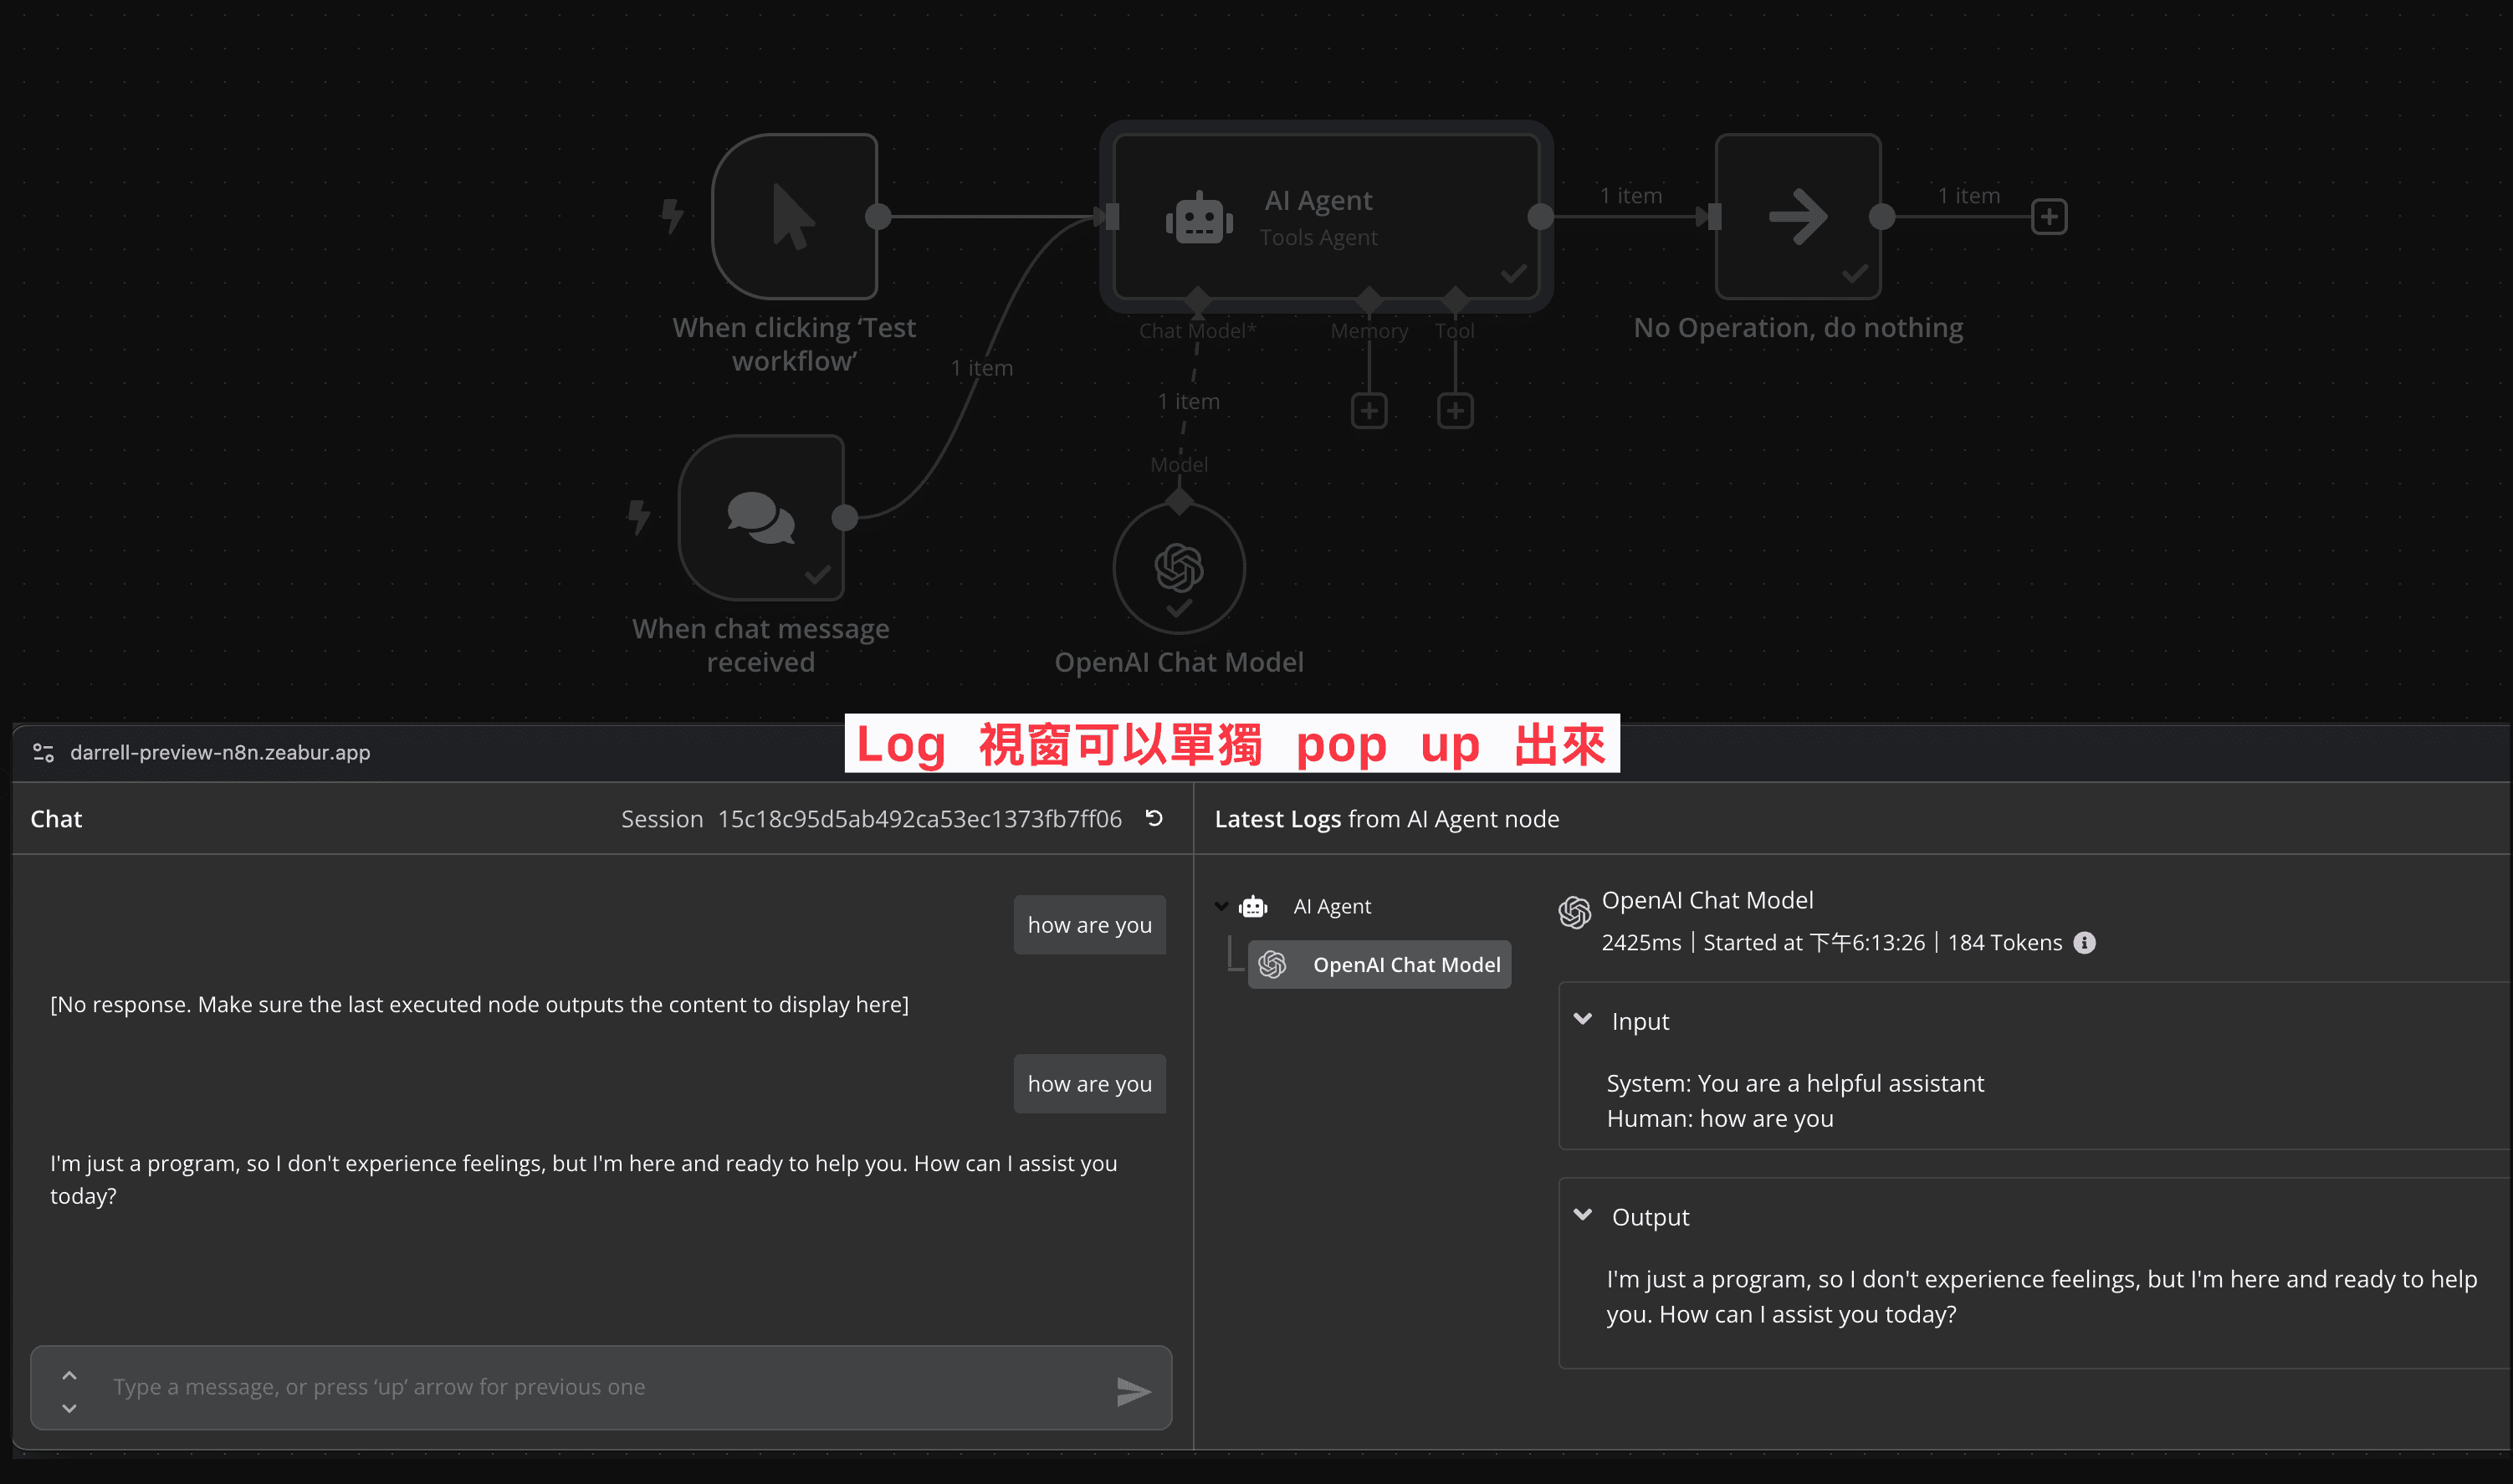 AI Agent
Tools Agent
1 item
1 item
When clicking ‘Test
workflow’
Chat Model*
Memory
Tool
No Operation, do nothing
1 item
1 item
Model
When chat message
received
OpenAI Chat Model
Log 視窗可以單獨 pop up 出來
darrell-preview-n8n.zeabur.app
Chat
Session 15c18c95d5ab492ca53ec1373fb7ff06
Latest Logs from AI Agent node
how are you
[No response. Make sure the last executed node outputs the content to display here]
how are you
I'm just a program, so I don't experience feelings, but I'm here and ready to help you. How can I assist you
today?
Type a message, or press ‘up’ arrow for previous one
AI Agent
OpenAI Chat Model
OpenAI Chat Model
2425ms | Started at 下午6:13:26 | 184 Tokens
Input
System: You are a helpful assistant
Human: how are you
Output
I'm just a program, so I don't experience feelings, but I'm here and ready to help
you. How can I assist you today?